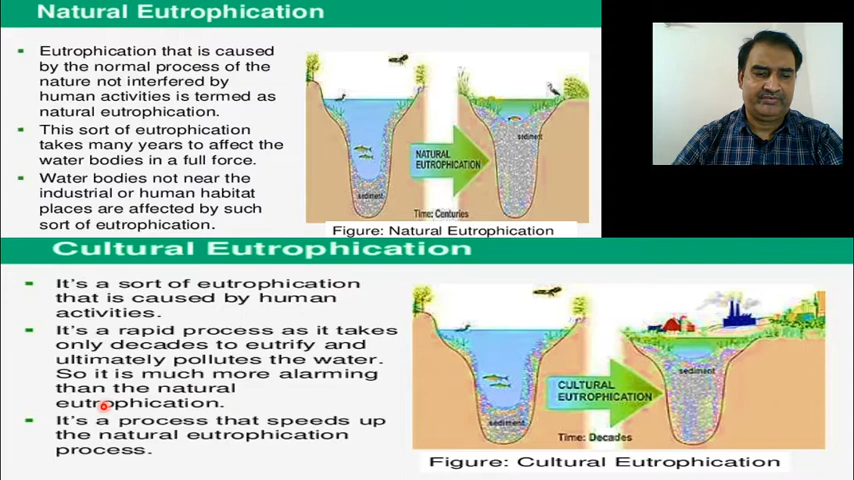 Natural Eutrophication
Eutrophication that is caused
by the normal process of the
nature not interfered by
human activities is termed as
natural eutrophication.
This sort of eutrophication
takes many years to affect the
water bodies in a full force.
Water bodies not near the
industrial or human habitat
places are affected by such
sort of eutrophication.
sediment
NATURAL
EUTROPHICATION
sediment
Time: Centuries
Figure: Natural Eutrophication
Cultural Eutrophication
It's a sort of eutrophication
that is caused by human
activities.
It's a rapid process as it takes
only decades to eutrify and
ultimately pollutes the water.
So it is much more alarming
than the natural
eutrophication.
It's a process that speeds up
the natural eutrophication
process.
sediment
CULTURAL
EUTROPHICATION
sediment
Time: Decades
Figure: Cultural Eutrophication